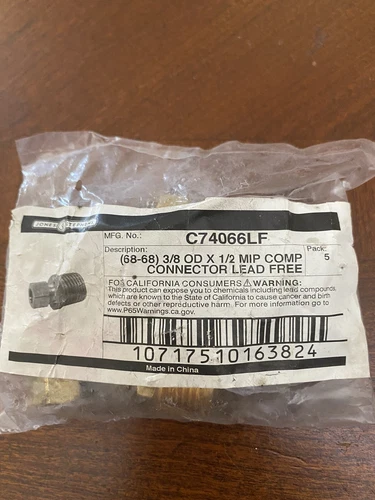 JONES STEPHENS
MFG. No.: C74066LF
Description: Pack:
(68-68) 3/8 OD X 1/2 MIP COMP 5
CONNECTOR LEAD FREE
FOR CALIFORNIA CONSUMERS ⚠ WARNING:
This product can expose you to chemicals including lead compounds
which are known to the State of California to cause cancer and birth
defects or other reproductive harm. For more information go to
www.P65Warnings.ca.gov.
10717510163824
Made in China